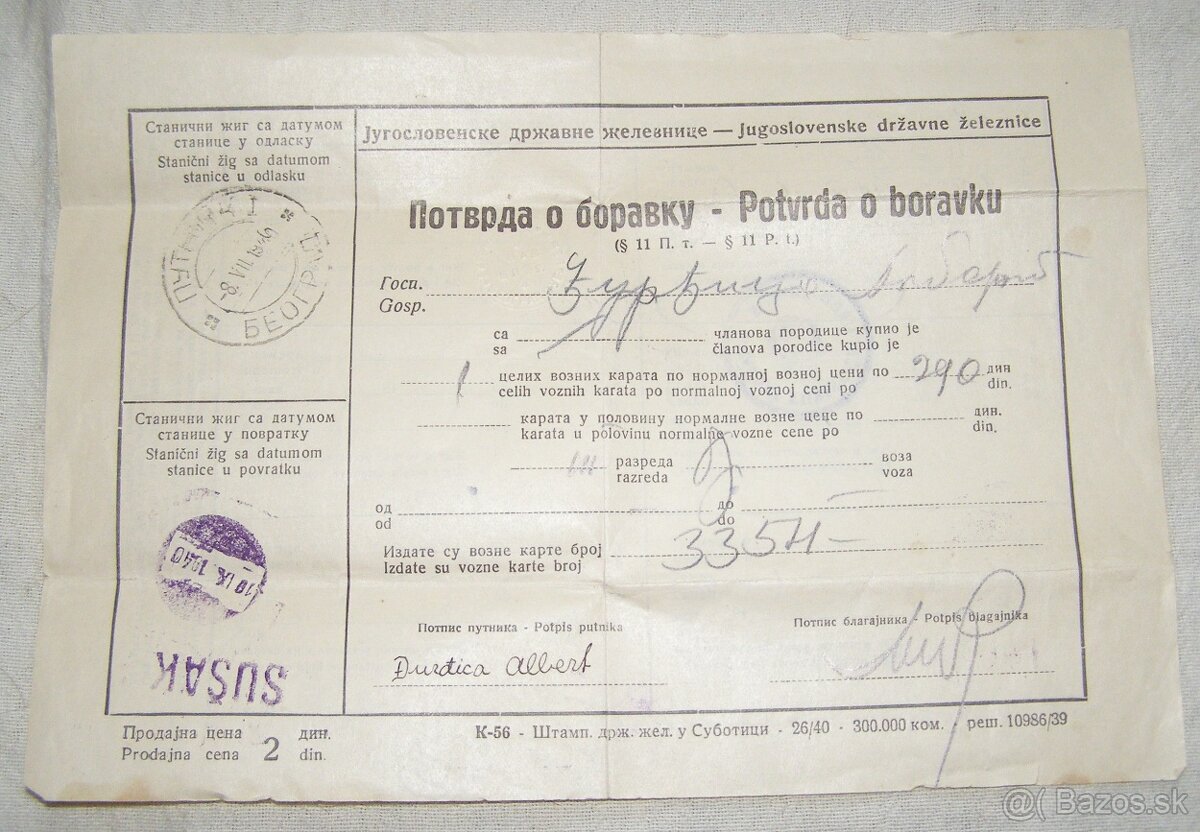 Станични жиг са датумом
станице у одласку
Stanični žig sa datumom
stanice u odlasku
БЕОГРАД
Станични жиг са датумом
станице у повратку
Stanični žig sa datumom
stanice u povratku
10 IX. 1940
SUŠAK
Југословенске државне железнице — Jugoslovenske državne železnice
Потврда о боравку - Potvrda o boravku
(§ 11 П. т. — § 11 P. t.)
Госп.
Gosp.
са чланова породице купио је
sa članova porodice kupio je
1 целих возних карата по нормалној возној цени по 290 дин
celih voznih karata po normalnoj voznoj ceni po din.
карата у половину нормалне возне цене по дин.
karata u polovinu normalne vozne cene po din.
III разреда воза
razreda voza
од до
od do
Издате су возне карте број 3354-
Izdate su vozne karte broj
Потпис путника - Potpis putnika
Потпис благајника - Potpis blagajnika
Đurđica Albert
Продајна цена 2 дин.
Prodajna cena din.
К-56 - Штамп. држ. жел. у Суботици - 26/40 - 300.000 ком. - реш. 10986/39
@( Bazos.sk